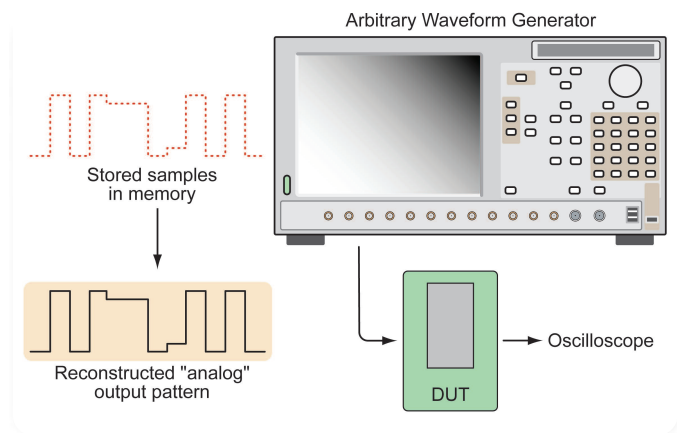 Arbitrary Waveform Generator
Stored samples
in memory
Reconstructed "analog"
output pattern
DUT
Oscilloscope